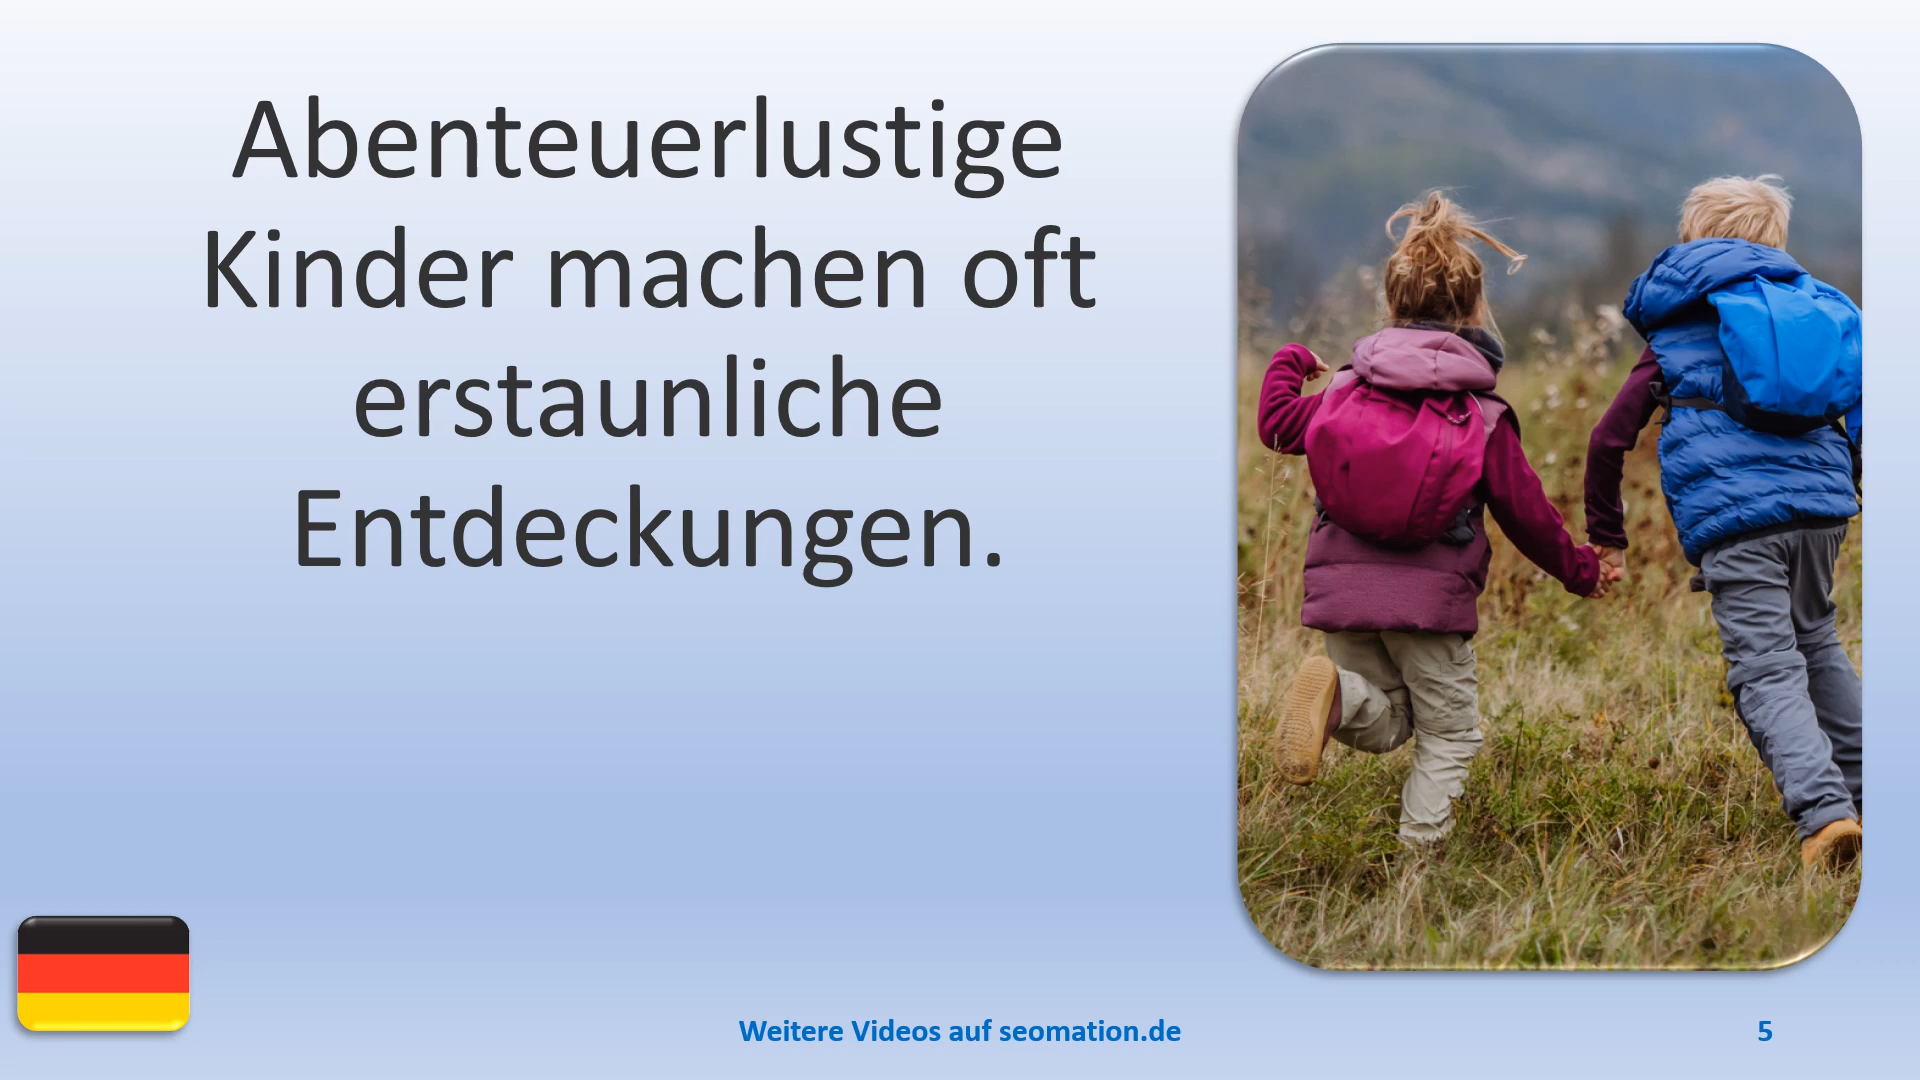 Abenteuerlustige
Kinder machen oft
erstaunliche
Entdeckungen.
Weitere Videos auf seomation.de
5